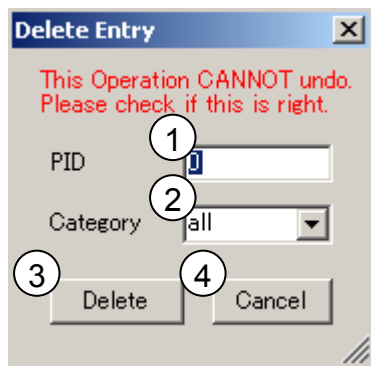 Delete Entry
This Operation CANNOT undo.
Please check if this is right.
1
PID 0
2
Category all
3 4
Delete Cancel